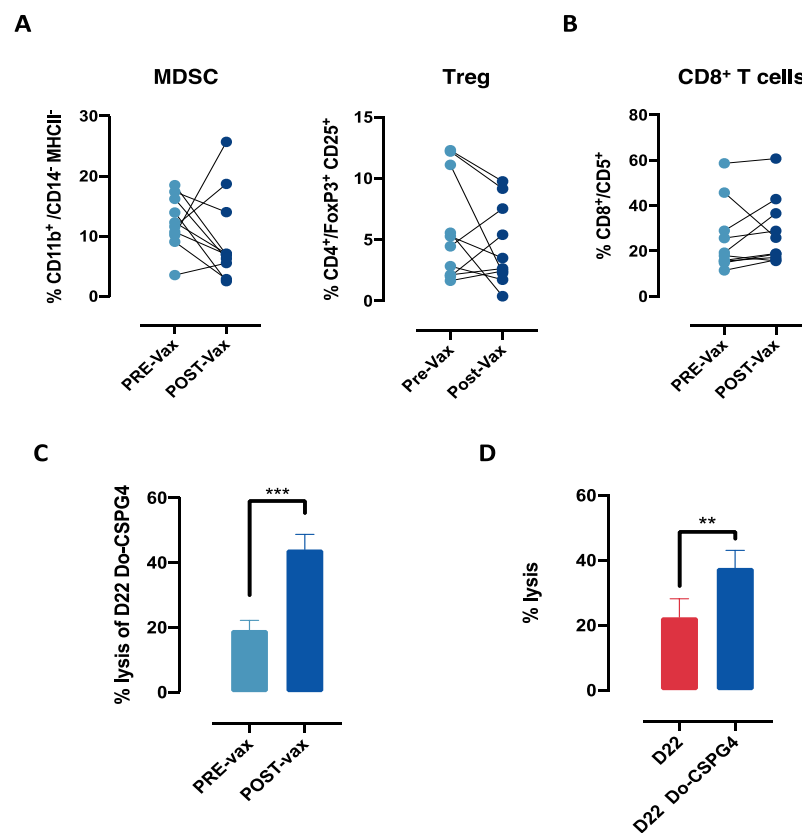 A
B
MDSC
Treg
CD8⁺ T cells
% CD11b⁺ /CD14⁻ MHCII⁻
30
20
10
0
PRE-Vax
POST-Vax
% CD4⁺/FoxP3⁺ CD25⁺
15
10
5
0
Pre-Vax
Post-Vax
% CD8⁺/CD5⁺
80
60
40
20
0
PRE-Vax
POST-Vax
C
D
% lysis of D22 Do-CSPG4
60
40
20
0
***
PRE-vax
POST-vax
% lysis
60
40
20
0
**
D22
D22 Do-CSPG4